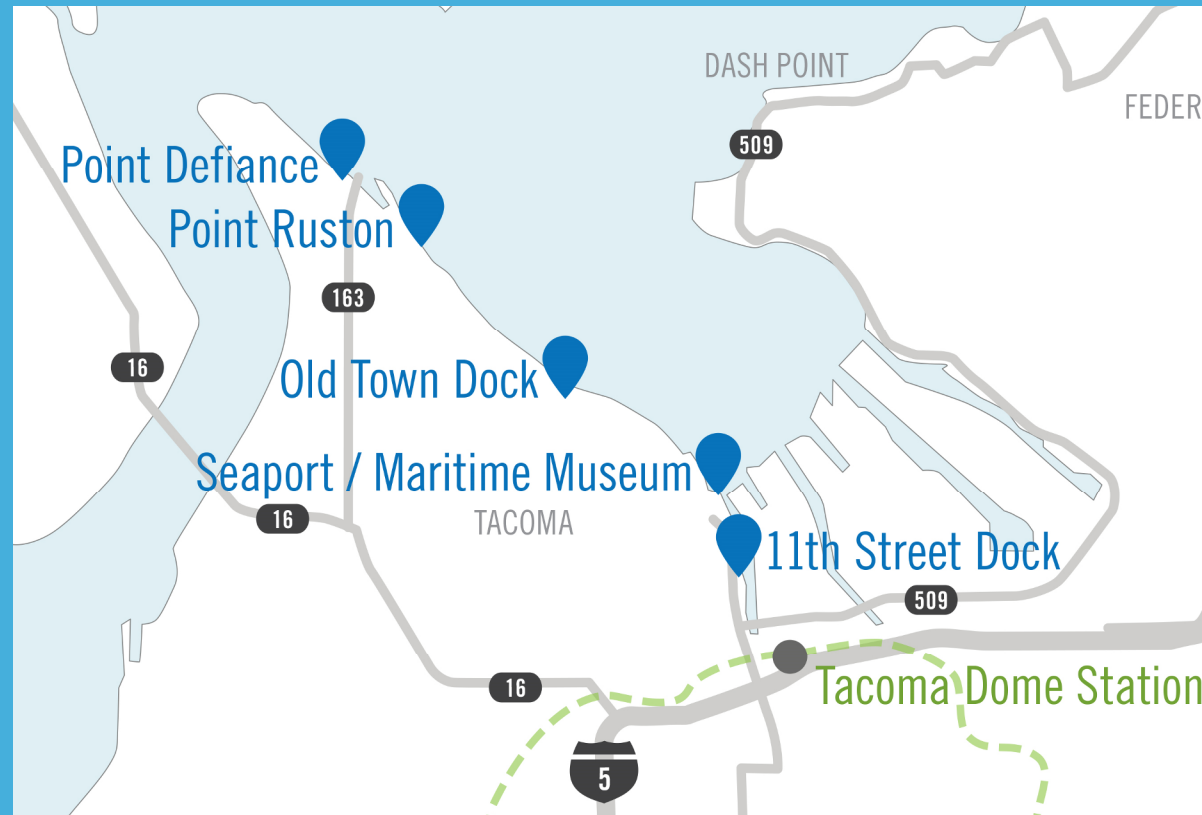 DASH POINT
FEDER
509
Point Defiance
Point Ruston
163
16
Old Town Dock
Seaport / Maritime Museum
16
TACOMA
11th Street Dock
509
16
Tacoma Dome Station
5